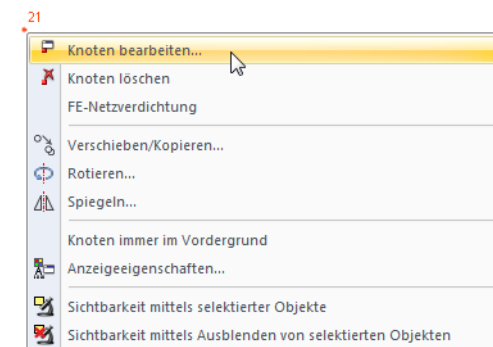 21
Knoten bearbeiten...
Knoten löschen
FE-Netzverdichtung
Verschieben/Kopieren...
Rotieren...
Spiegeln...
Knoten immer im Vordergrund
Anzeigeeigenschaften...
Sichtbarkeit mittels selektierter Objekte
Sichtbarkeit mittels Ausblenden von selektierten Objekten